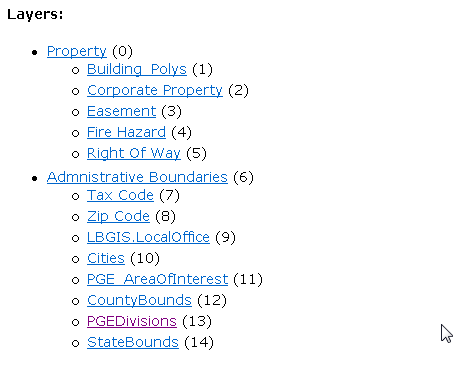 Layers:
Property (0)
Building_Polys (1)
Corporate Property (2)
Easement (3)
Fire Hazard (4)
Right Of Way (5)
Admnistrative Boundaries (6)
Tax Code (7)
Zip Code (8)
LBGIS.LocalOffice (9)
Cities (10)
PGE_AreaOfInterest (11)
CountyBounds (12)
PGEDivisions (13)
StateBounds (14)